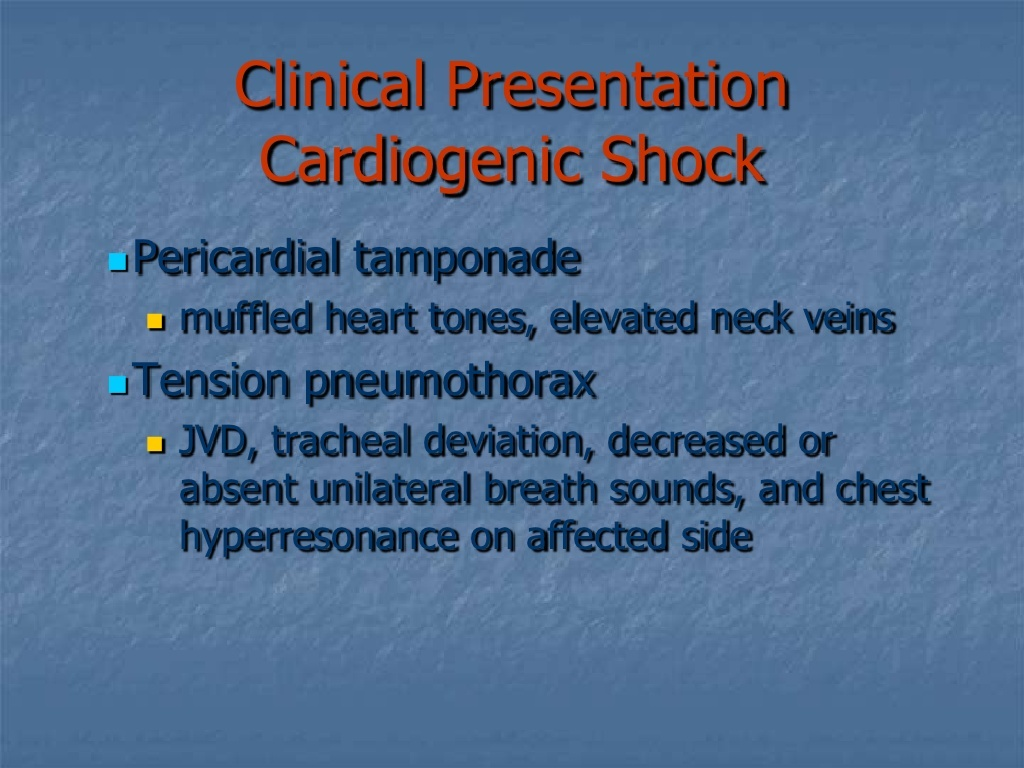 Clinical Presentation
Cardiogenic Shock
Pericardial tamponade
muffled heart tones, elevated neck veins
Tension pneumothorax
JVD, tracheal deviation, decreased or
absent unilateral breath sounds, and chest
hyperresonance on affected side